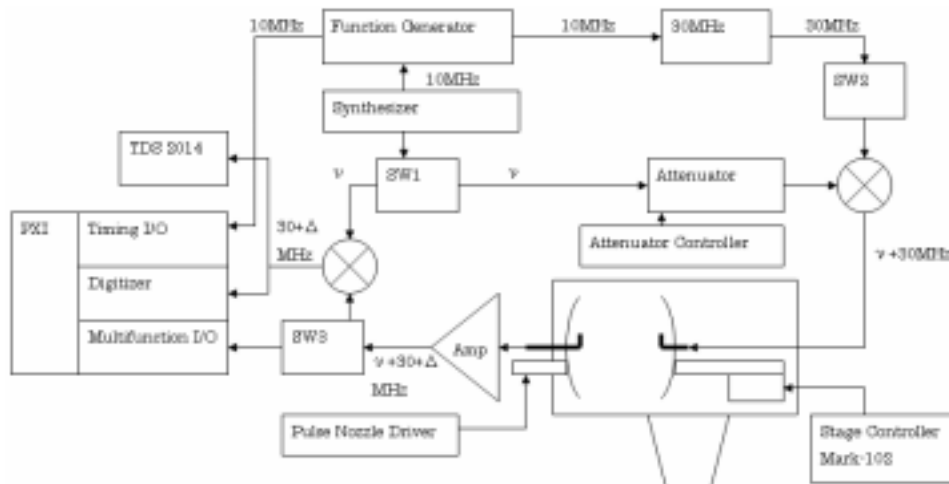 10MHz
Function Generator
10MHz
30MHz
30MHz
10MHz
SW2
Synthesizer
TDS 2014
ν
SW1
ν
Attenuator
PXI
Timing I/O
30+Δ
MHz
Attenuator Controller
ν+30MHz
Digitizer
Multifunction I/O
SW3
Amp
ν+30+Δ
MHz
Pulse Nozzle Driver
Stage Controller
Mark-102